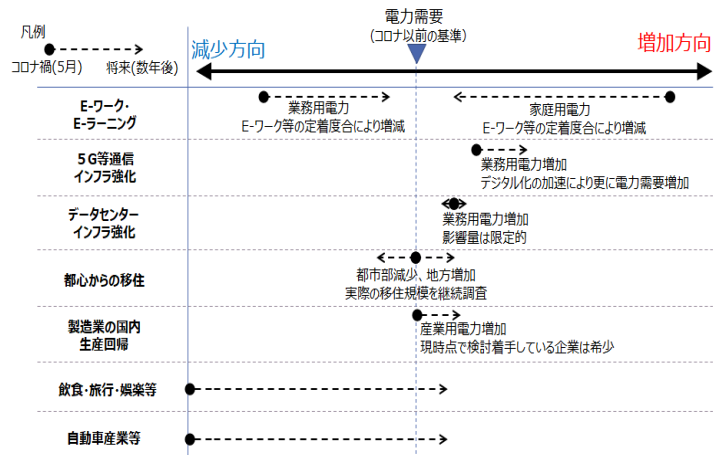 電力需要
(コロナ以前の基準)
凡例
コロナ禍(5月)
将来(数年後)
減少方向
増加方向
E-ワーク・
E-ラーニング
業務用電力
E-ワーク等の定着度合により増減
家庭用電力
E-ワーク等の定着度合により増減
5G等通信
インフラ強化
業務用電力増加
デジタル化の加速により更に電力需要増加
データセンター
インフラ強化
業務用電力増加
影響量は限定的
都心からの移住
都市部減少、地方増加
実際の移住規模を継続調査
製造業の国内
生産回帰
産業用電力増加
現時点で検討着手している企業は希少
飲食・旅行・娯楽等
自動車産業等